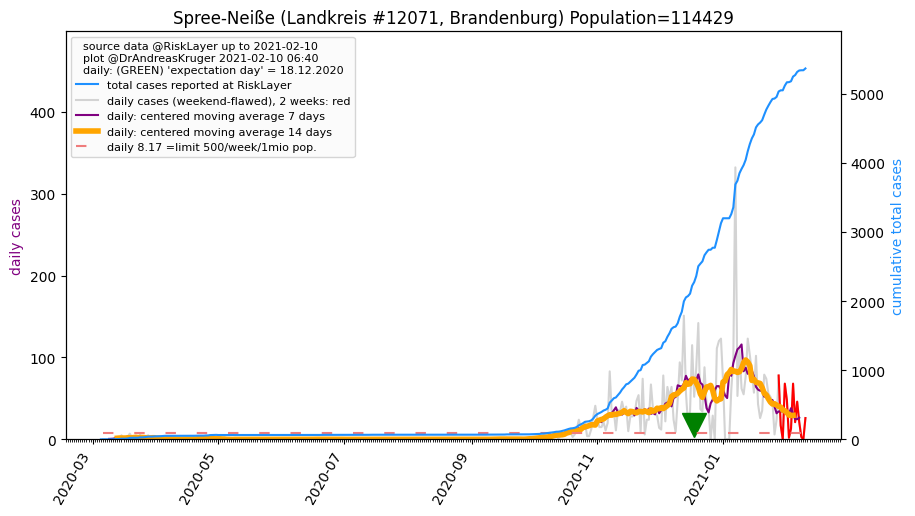 Spree-Neiße (Landkreis #12071, Brandenburg) Population=114429
source data @RiskLayer up to 2021-02-10
plot @DrAndreasKruger 2021-02-10 06:40
daily: (GREEN) 'expectation day' = 18.12.2020
total cases reported at RiskLayer
daily cases (weekend-flawed), 2 weeks: red
daily: centered moving average 7 days
daily: centered moving average 14 days
daily 8.17 =limit 500/week/1mio pop.
daily cases
400
300
200
100
0
cumulative total cases
5000
4000
3000
2000
1000
0
2020-03
2020-05
2020-07
2020-09
2020-11
2021-01